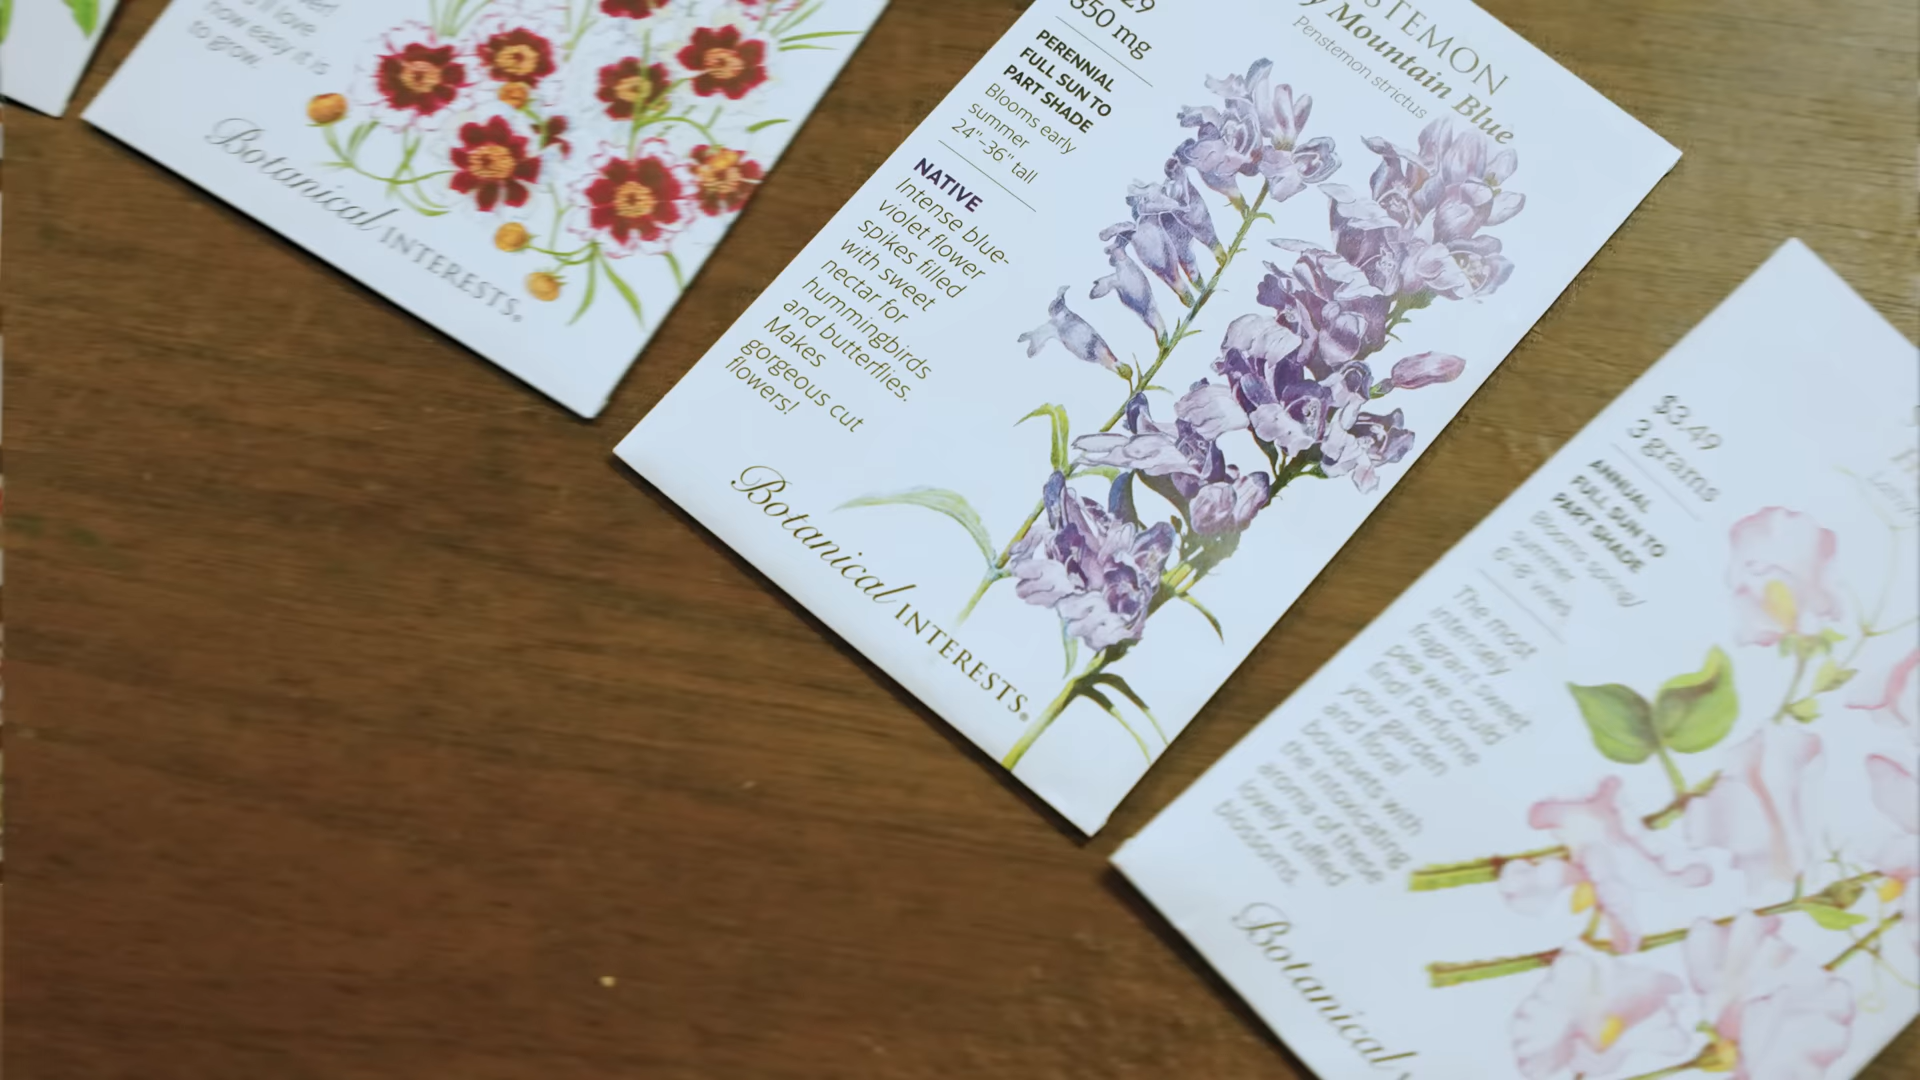 love
how easy it is
to grow.
Botanical INTERESTS®
850 mg
PERENNIAL
FULL SUN TO
PART SHADE
Blooms early
summer
24"–36" tall
NATIVE
Intense blue-
violet flower
spikes filled
with sweet
nectar for
hummingbirds
and butterflies.
Makes
gorgeous cut
flowers!
Mountain Blue
Penstemon strictus
Botanical INTERESTS®
$3.49
3 grams
ANNUAL
FULL SUN TO
PART SHADE
Blooms spring/
summer
6'–8' vines
The most
intensely
fragrant sweet
pea we could
find! Perfume
you garden
and floral
bouquets with
the intoxicating
aroma of these
lovely ruffled
blossoms.
Botanical